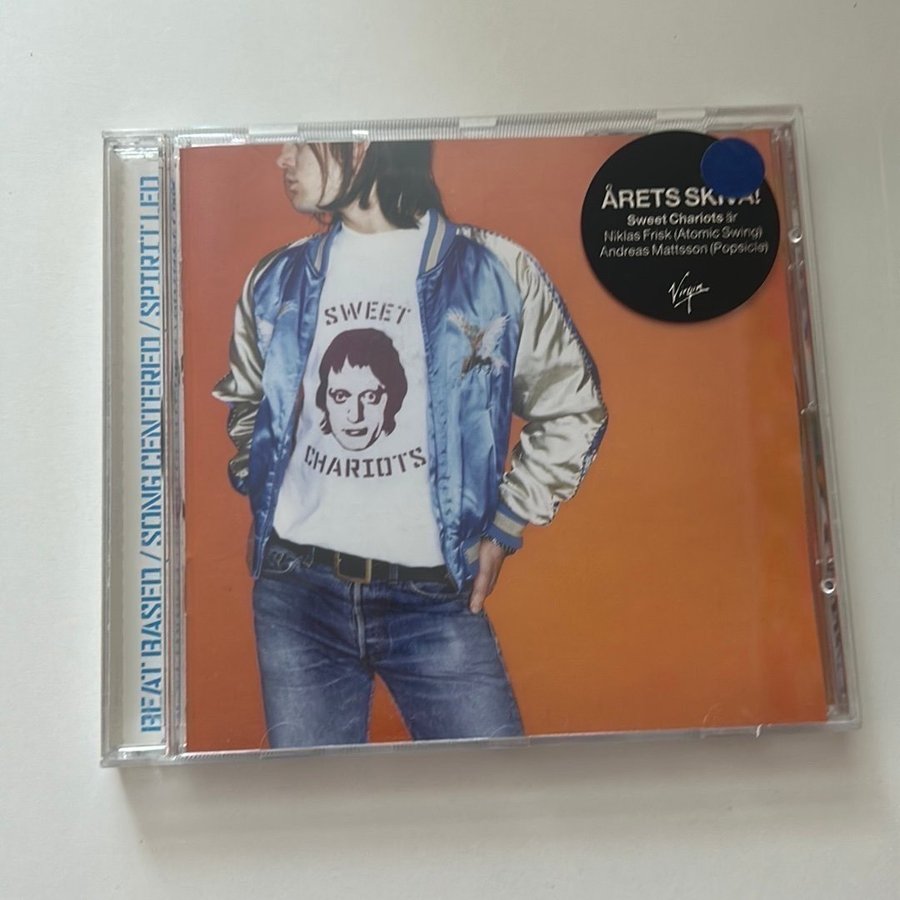 BEAT.BASED / SONG CENTERED / SPIRITED
SWEET
CHARIOTS
ÅRETS SKIVA!
Sweet Chariots är
Niklas Frisk (Atomic Swing)
Andreas Mattsson (Popsicle)
Virgin